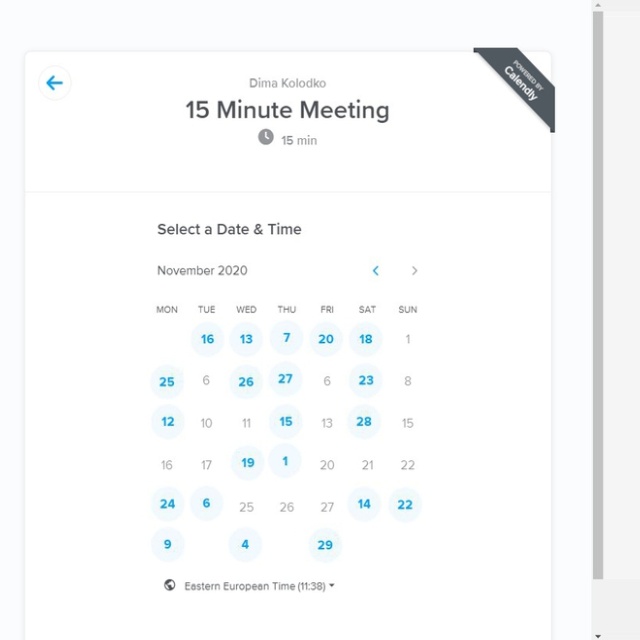 POWERED BY
Calendly
Dima Kolodko
15 Minute Meeting
15 min
Select a Date & Time
November 2020
MON TUE WED THU FRI SAT SUN
16 13 7 20 18 1
25 6 26 27 6 23 8
12 10 11 15 13 28 15
16 17 19 1 20 21 22
24 6 25 26 27 14 22
9 4 29
Eastern European Time (11:38)